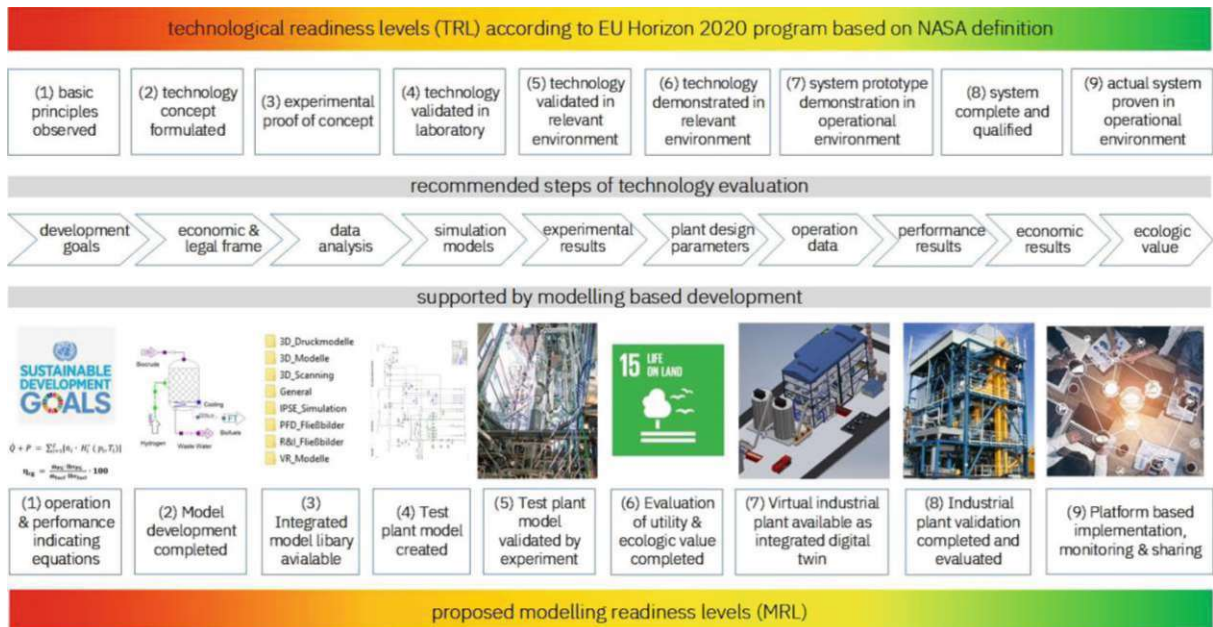 technological readiness levels (TRL) according to EU Horizon 2020 program based on NASA definition
(1) basic
principles
observed
(2) technology
concept
formulated
(3) experimental
proof of concept
(4) technology
validated in
laboratory
(5) technology
validated in
relevant
environment
(6) technology
demonstrated in
relevant
environment
(7) system prototype
demonstration in
operational
environment
(8) system
complete and
qualified
(9) actual system
proven in
operational
environment
recommended steps of technology evaluation
development
goals
economic &
legal frame
data
analysis
simulation
models
experimental
results
plant design
parameters
operation
data
performance
results
economic
results
ecologic
value
supported by modelling based development
SUSTAINABLE
DEVELOPMENT
GOALS
Biocrude
Cooling
FT
Biofuels
Hydrogen
Waste Water
3D_Druckmodelle
3D_Modelle
3D_Scanning
General
IPSE_Simulation
PFD_Fließbilder
R&I_Fließbilder
VR_Modelle
15 LIFE
ON LAND
(1) operation
& perfomance
indicating
equations
(2) Model
development
completed
(3)
Integrated
model libary
avialable
(4) Test
plant model
created
(5) Test plant
model
validated by
experiment
(6) Evaluation
of utility &
ecologic value
completed
(7) Virtual industrial
plant available as
integrated digital
twin
(8) Industrial
plant validation
completed and
evaluated
(9) Platform based
implementation,
monitoring & sharing
proposed modelling readiness levels (MRL)